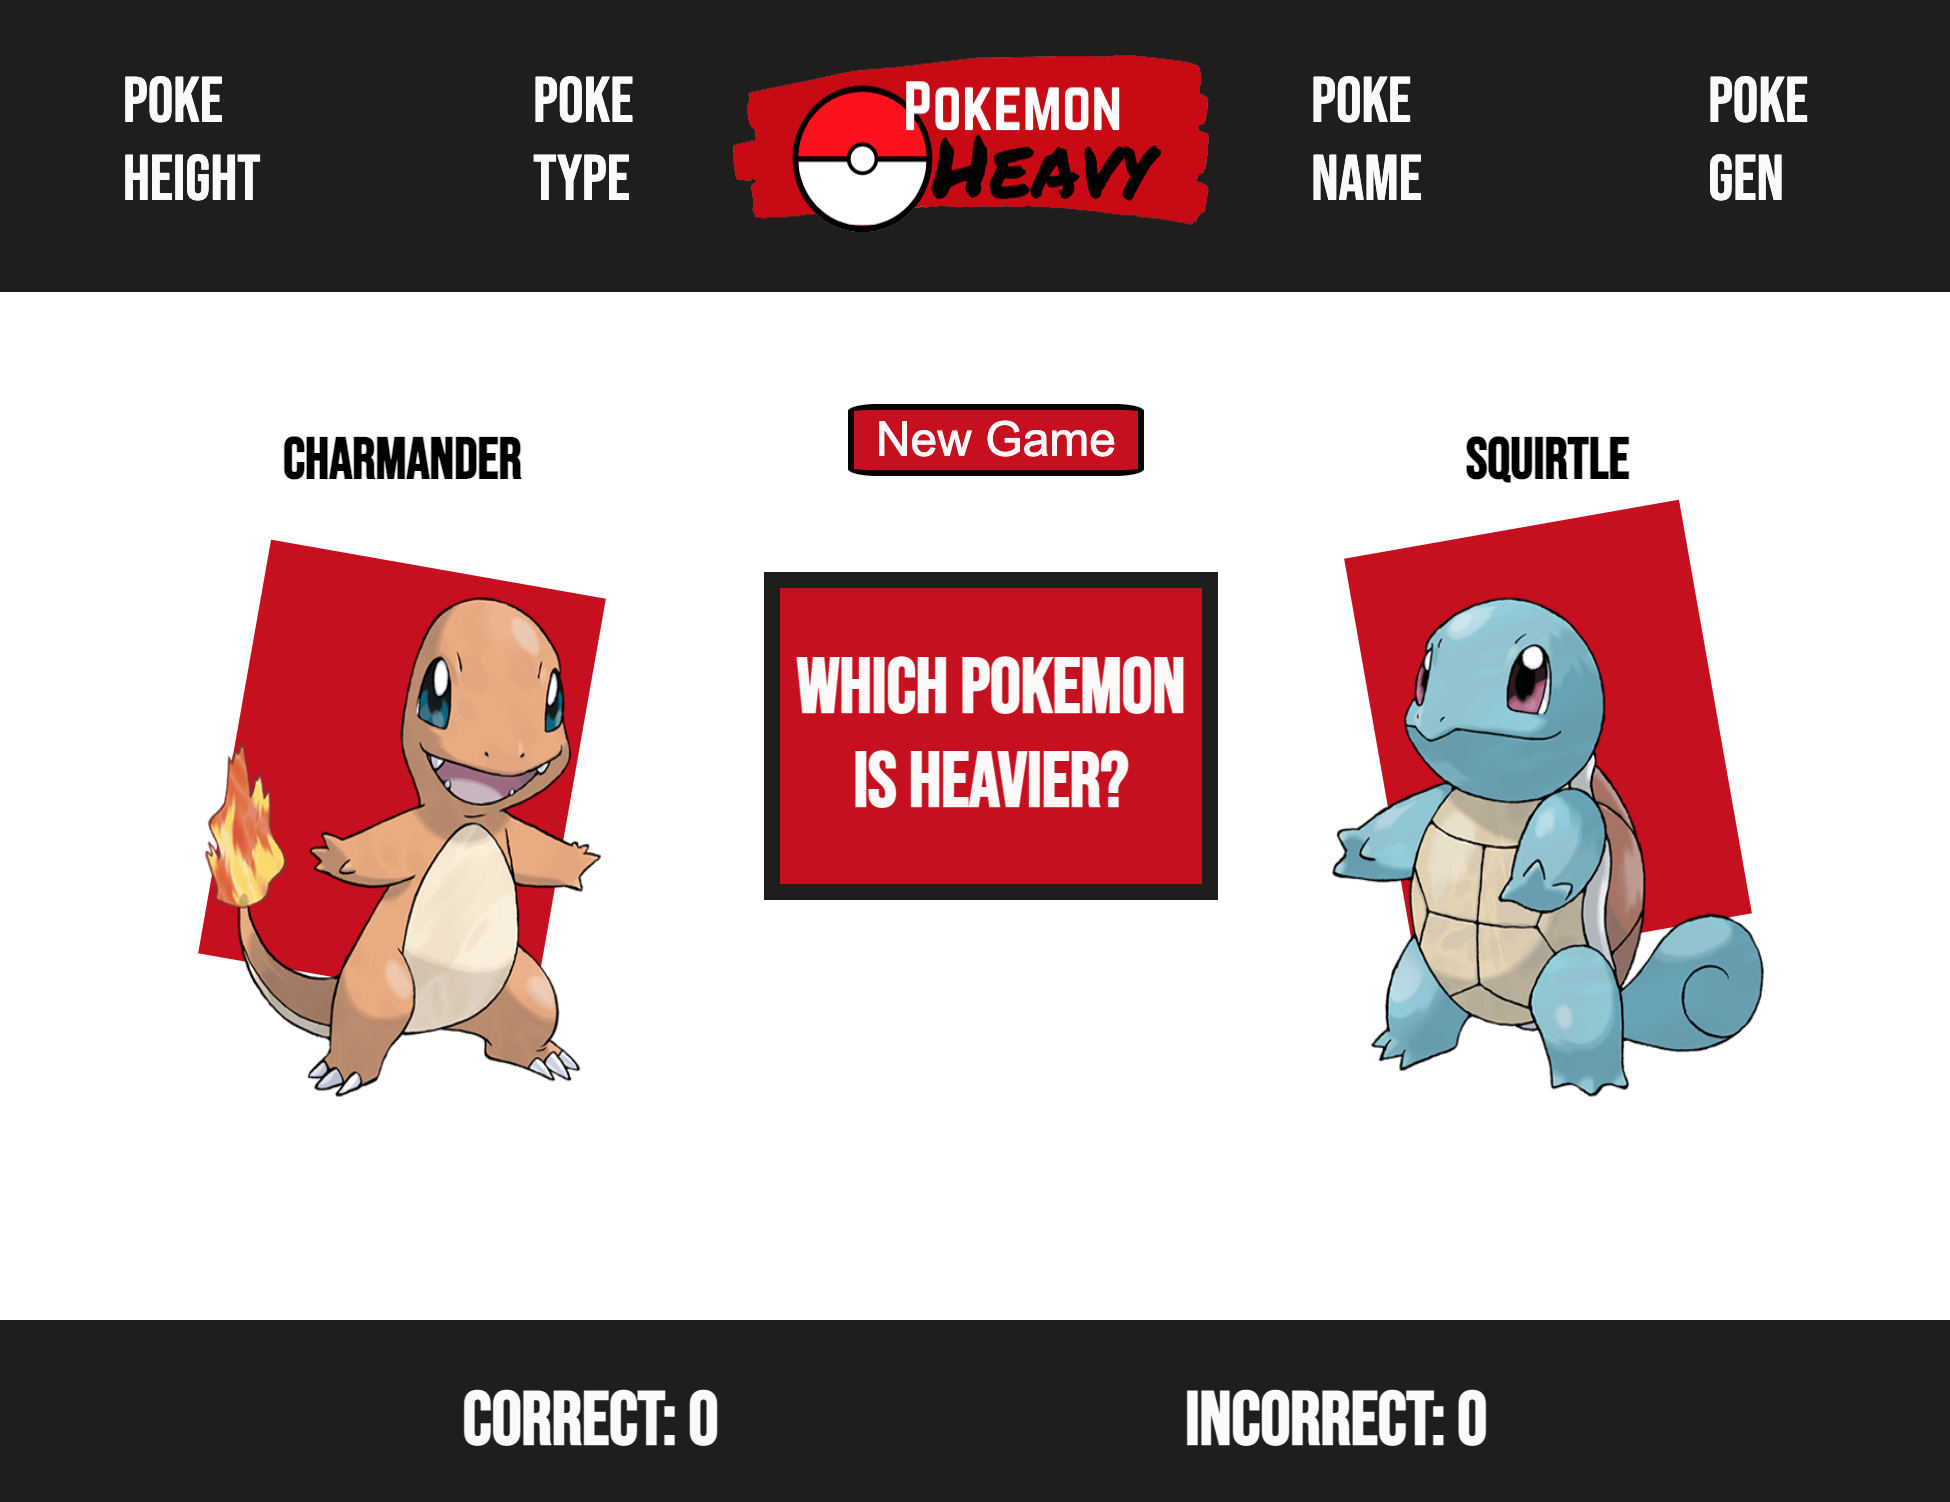 POKE
HEIGHT
POKE
TYPE
POKEMON
HEAVY
POKE
NAME
POKE
GEN
CHARMANDER
New Game
SQUIRTLE
WHICH POKEMON
IS HEAVIER?
CORRECT: 0
INCORRECT: 0